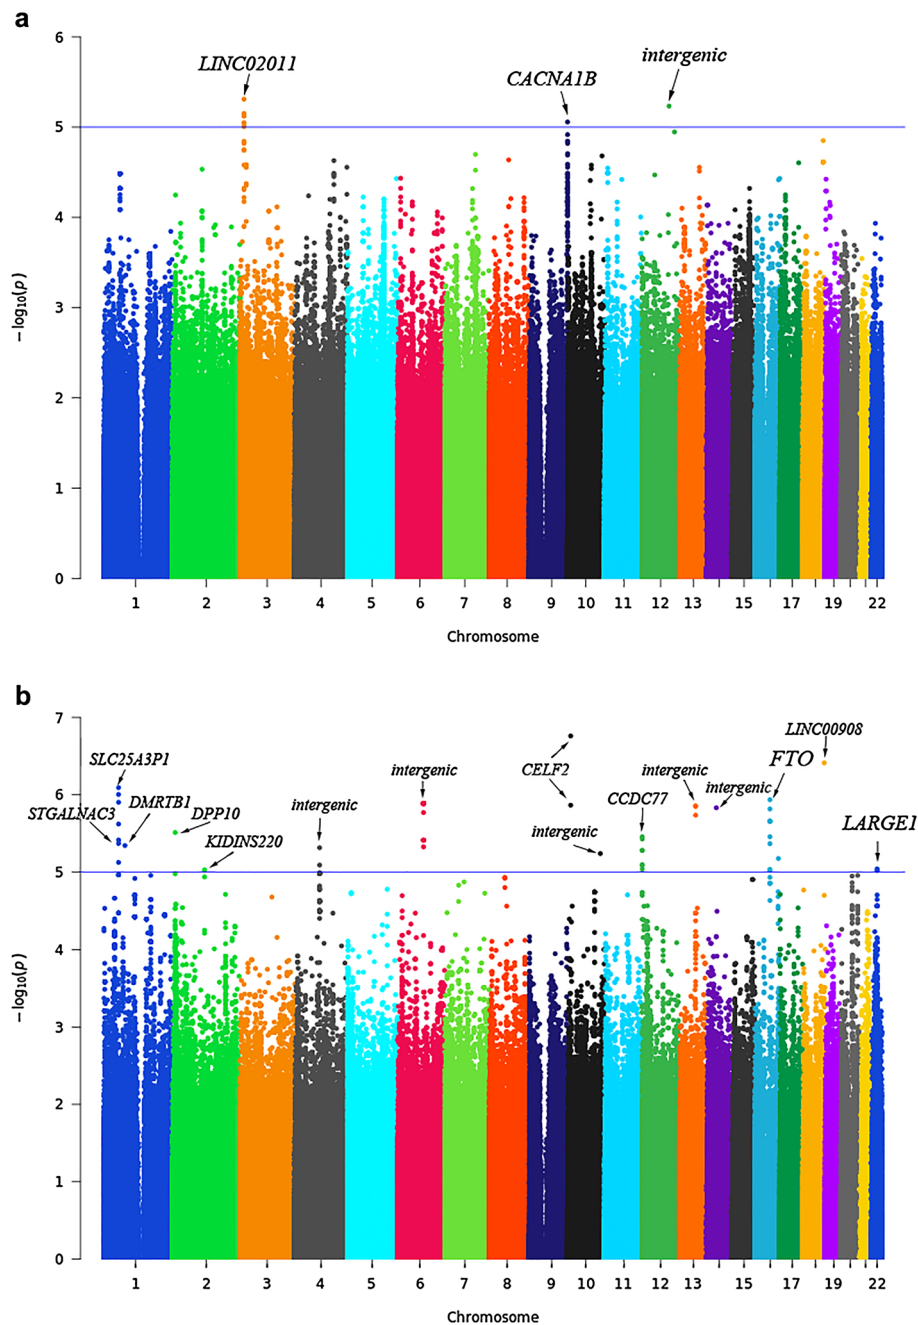 a
6
LINC02011
CACNA1B
intergenic
5
4
3
2
1
0
− log10(p)
1 2 3 4 5 6 7 8 9 10 11 12 13 15 17 19 22
Chromosome
b
7
LINC00908
SLC25A3P1
FTO
intergenic
CELF2
intergenic
6
intergenic
STGALNAC3
DMRTB1
DPP10
intergenic
CCDC77
LARGE1
KIDINS220
intergenic
5
4
3
2
1
0
− log10(p)
1 2 3 4 5 6 7 8 9 10 11 12 13 15 17 19 22
Chromosome